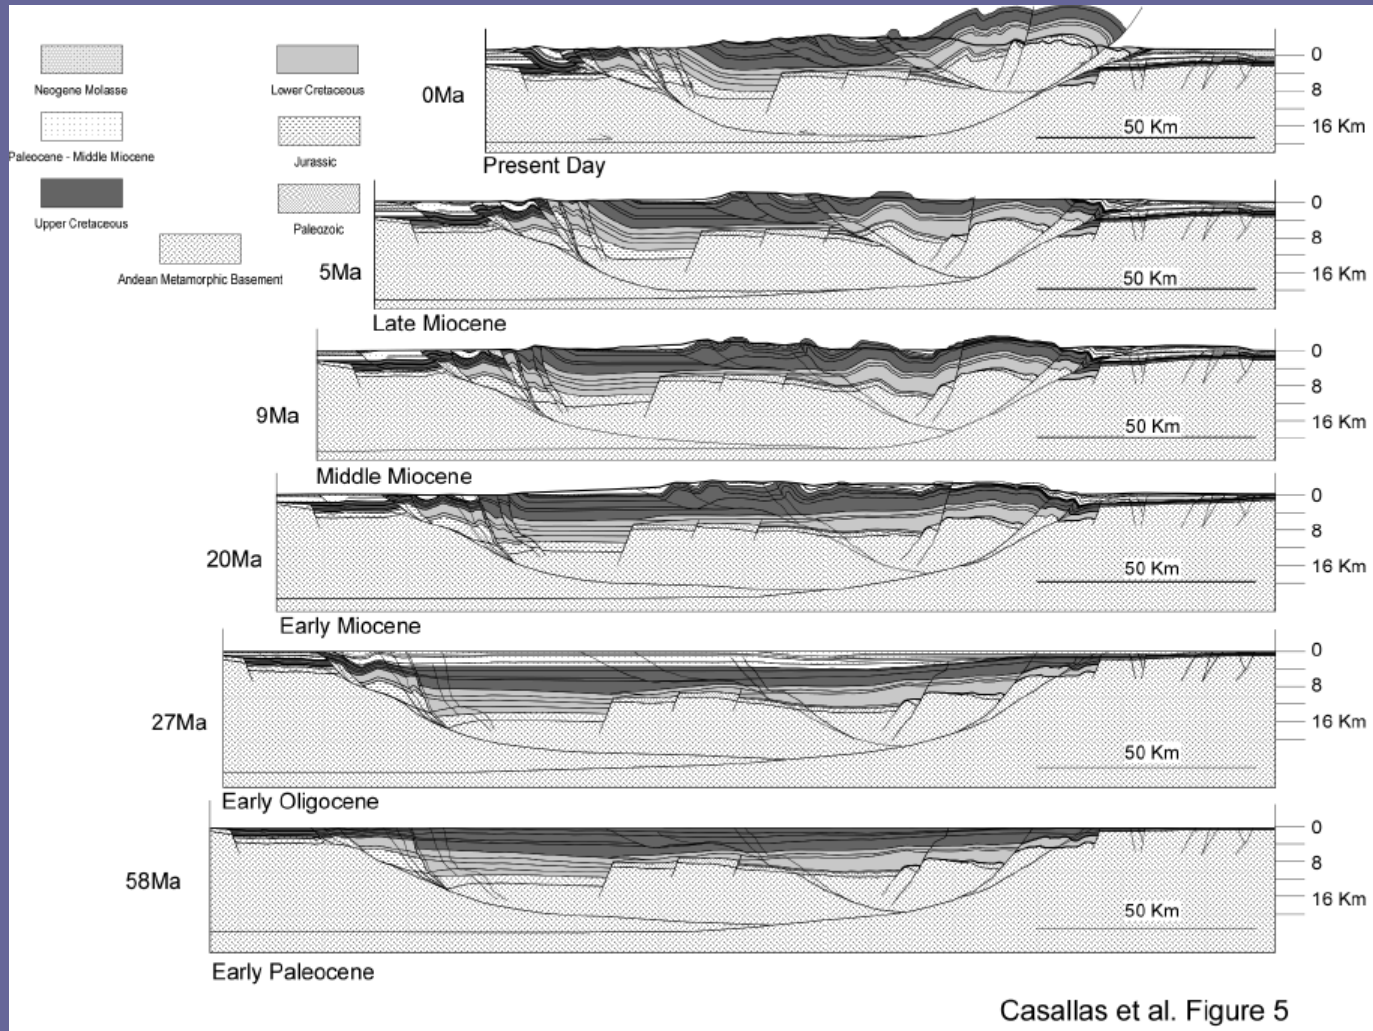 Neogene Molasse
Lower Cretaceous
Paleocene - Middle Miocene
Jurassic
Upper Cretaceous
Paleozoic
Andean Metamorphic Basement
0Ma
50 Km
0
8
16 Km
Present Day
5Ma
50 Km
0
8
16 Km
Late Miocene
9Ma
50 Km
0
8
16 Km
Middle Miocene
20Ma
50 Km
0
8
16 Km
Early Miocene
27Ma
50 Km
0
8
16 Km
Early Oligocene
58Ma
50 Km
0
8
16 Km
Early Paleocene
Casallas et al. Figure 5